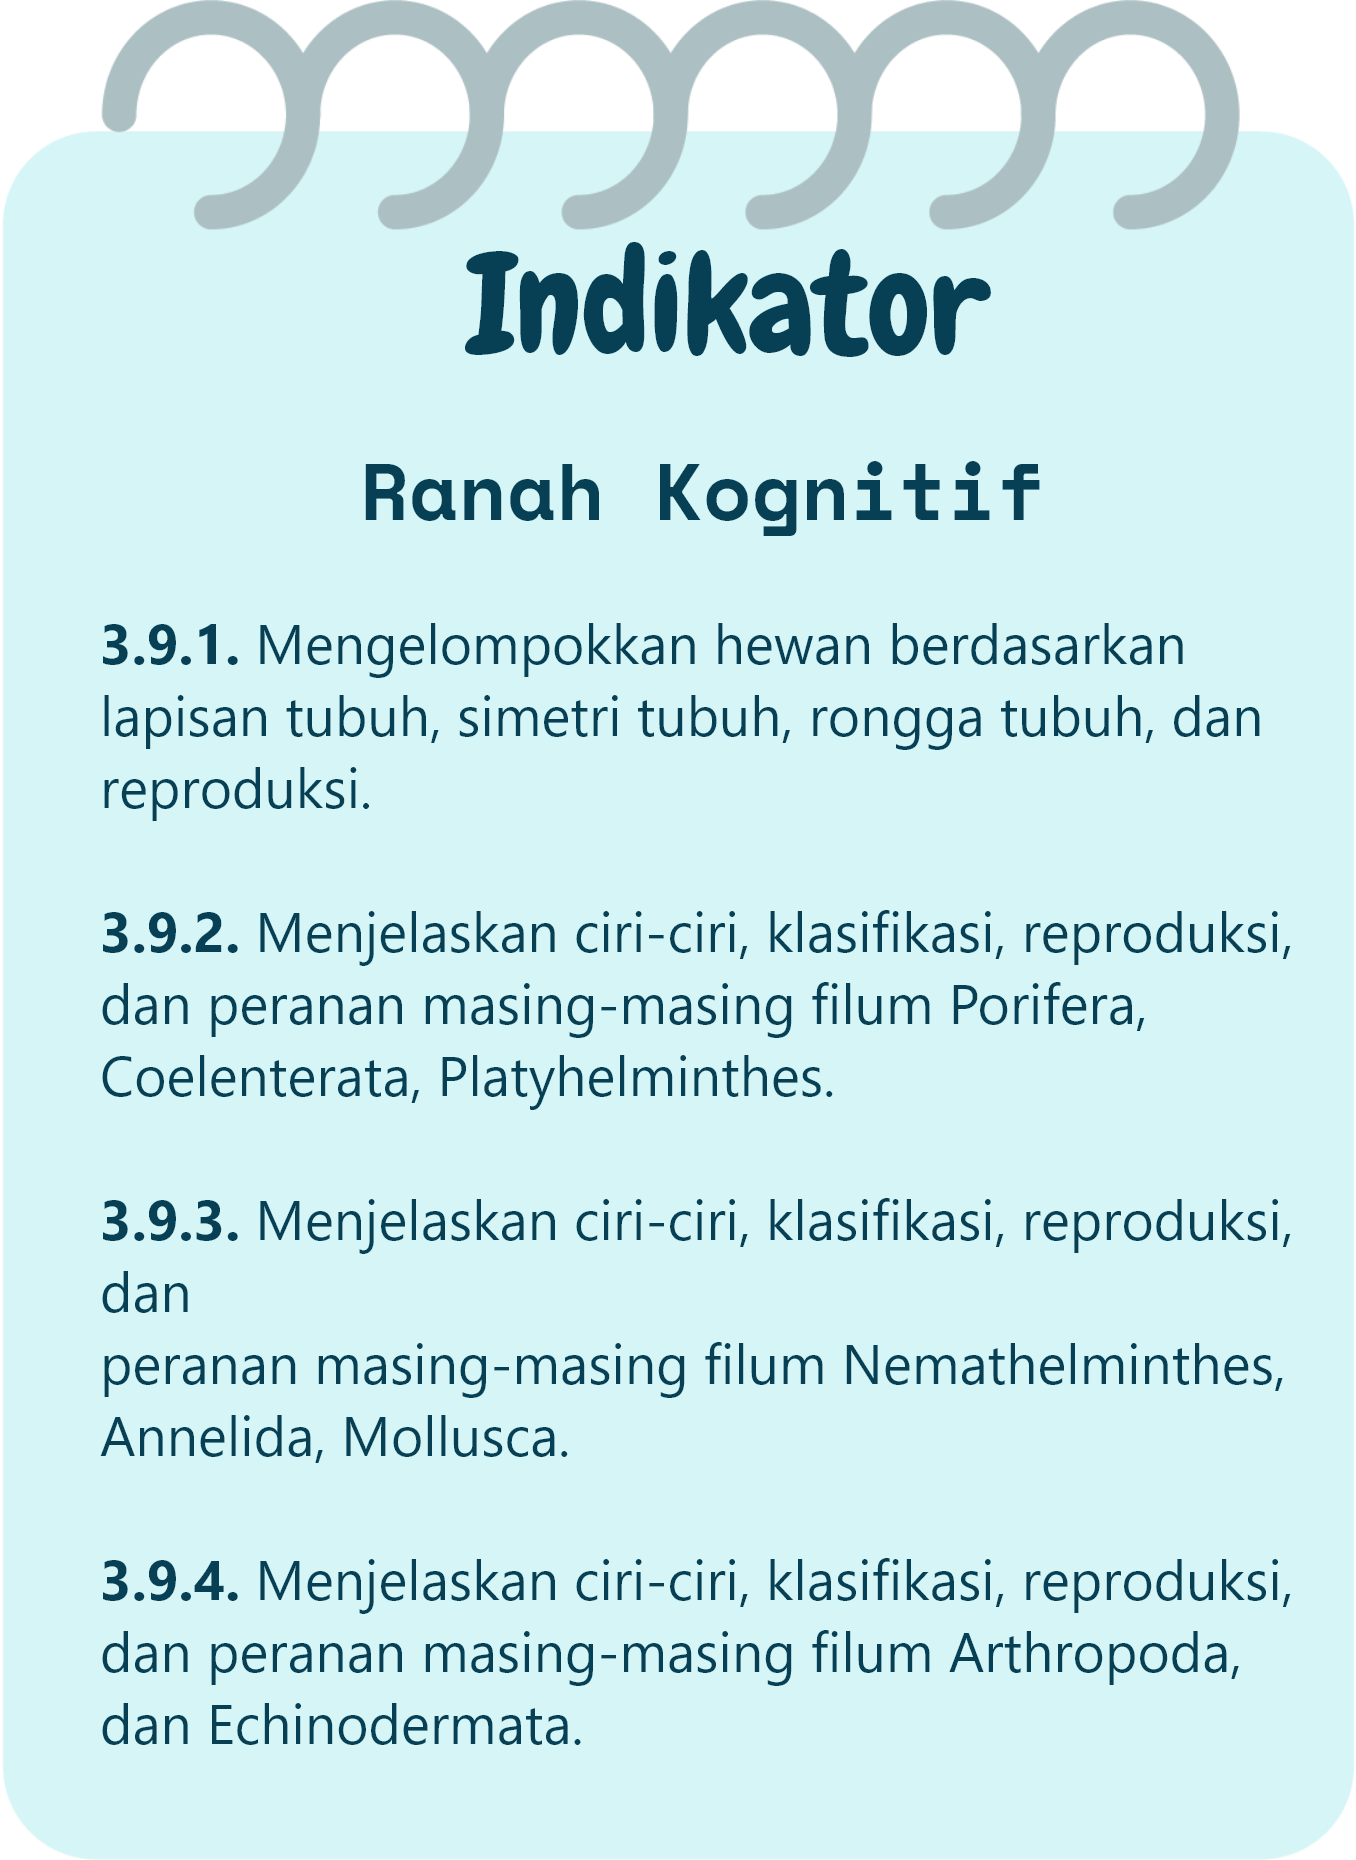 Indikator
Ranah Kognitif
3.9.1. Mengelompokkan hewan berdasarkan
lapisan tubuh, simetri tubuh, rongga tubuh, dan
reproduksi.
3.9.2. Menjelaskan ciri-ciri, klasifikasi, reproduksi,
dan peranan masing-masing filum Porifera,
Coelenterata, Platyhelminthes.
3.9.3. Menjelaskan ciri-ciri, klasifikasi, reproduksi,
dan
peranan masing-masing filum Nemathelminthes,
Annelida, Mollusca.
3.9.4. Menjelaskan ciri-ciri, klasifikasi, reproduksi,
dan peranan masing-masing filum Arthropoda,
dan Echinodermata.